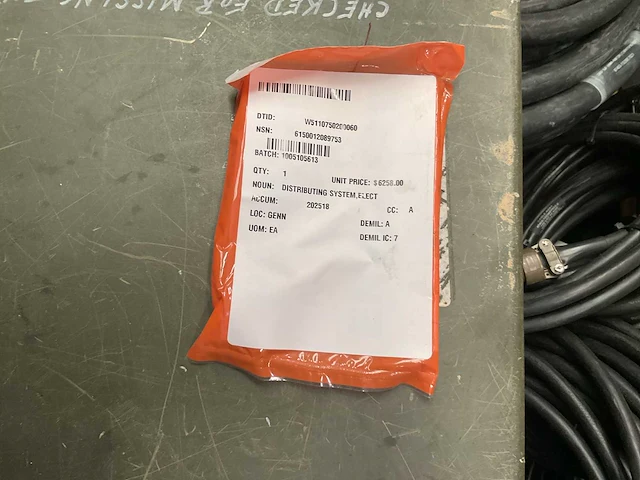 CHECKED FOR MISSING
DTID: W5110750200060
NSN: 6150012089753
BATCH: 1005105613
QTY: 1 UNIT PRICE: $6258.00
NOUN: DISTRIBUTING SYSTEM,ELECT
ACCUM: 202518 CC: A
LOC: GENN DEMIL: A
UOM: EA DEMIL IC: 7